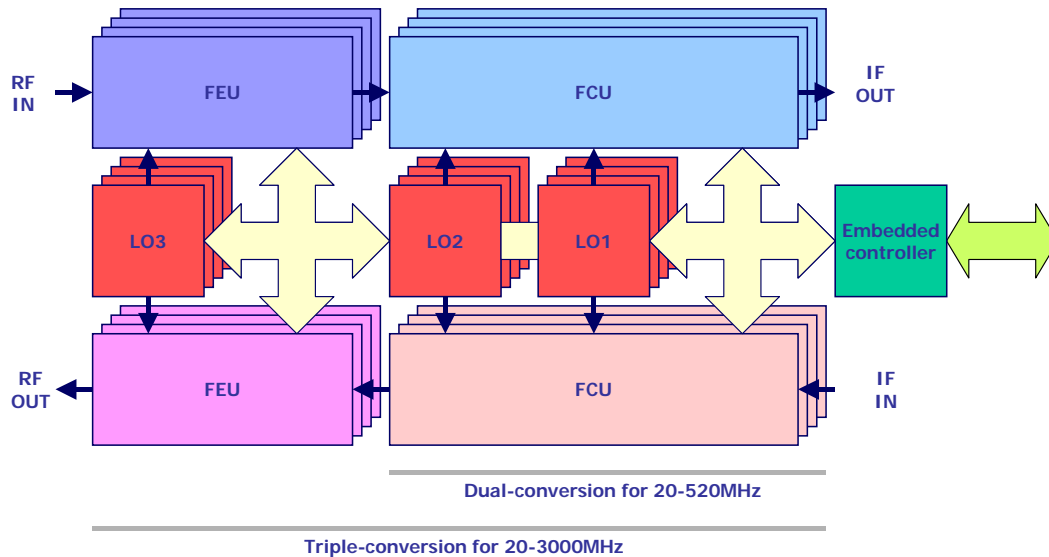 RF
IN
FEU
FCU
IF
OUT
LO3
LO2
LO1
Embedded
controller
RF
OUT
FEU
FCU
IF
IN
Dual-conversion for 20-520MHz
Triple-conversion for 20-3000MHz